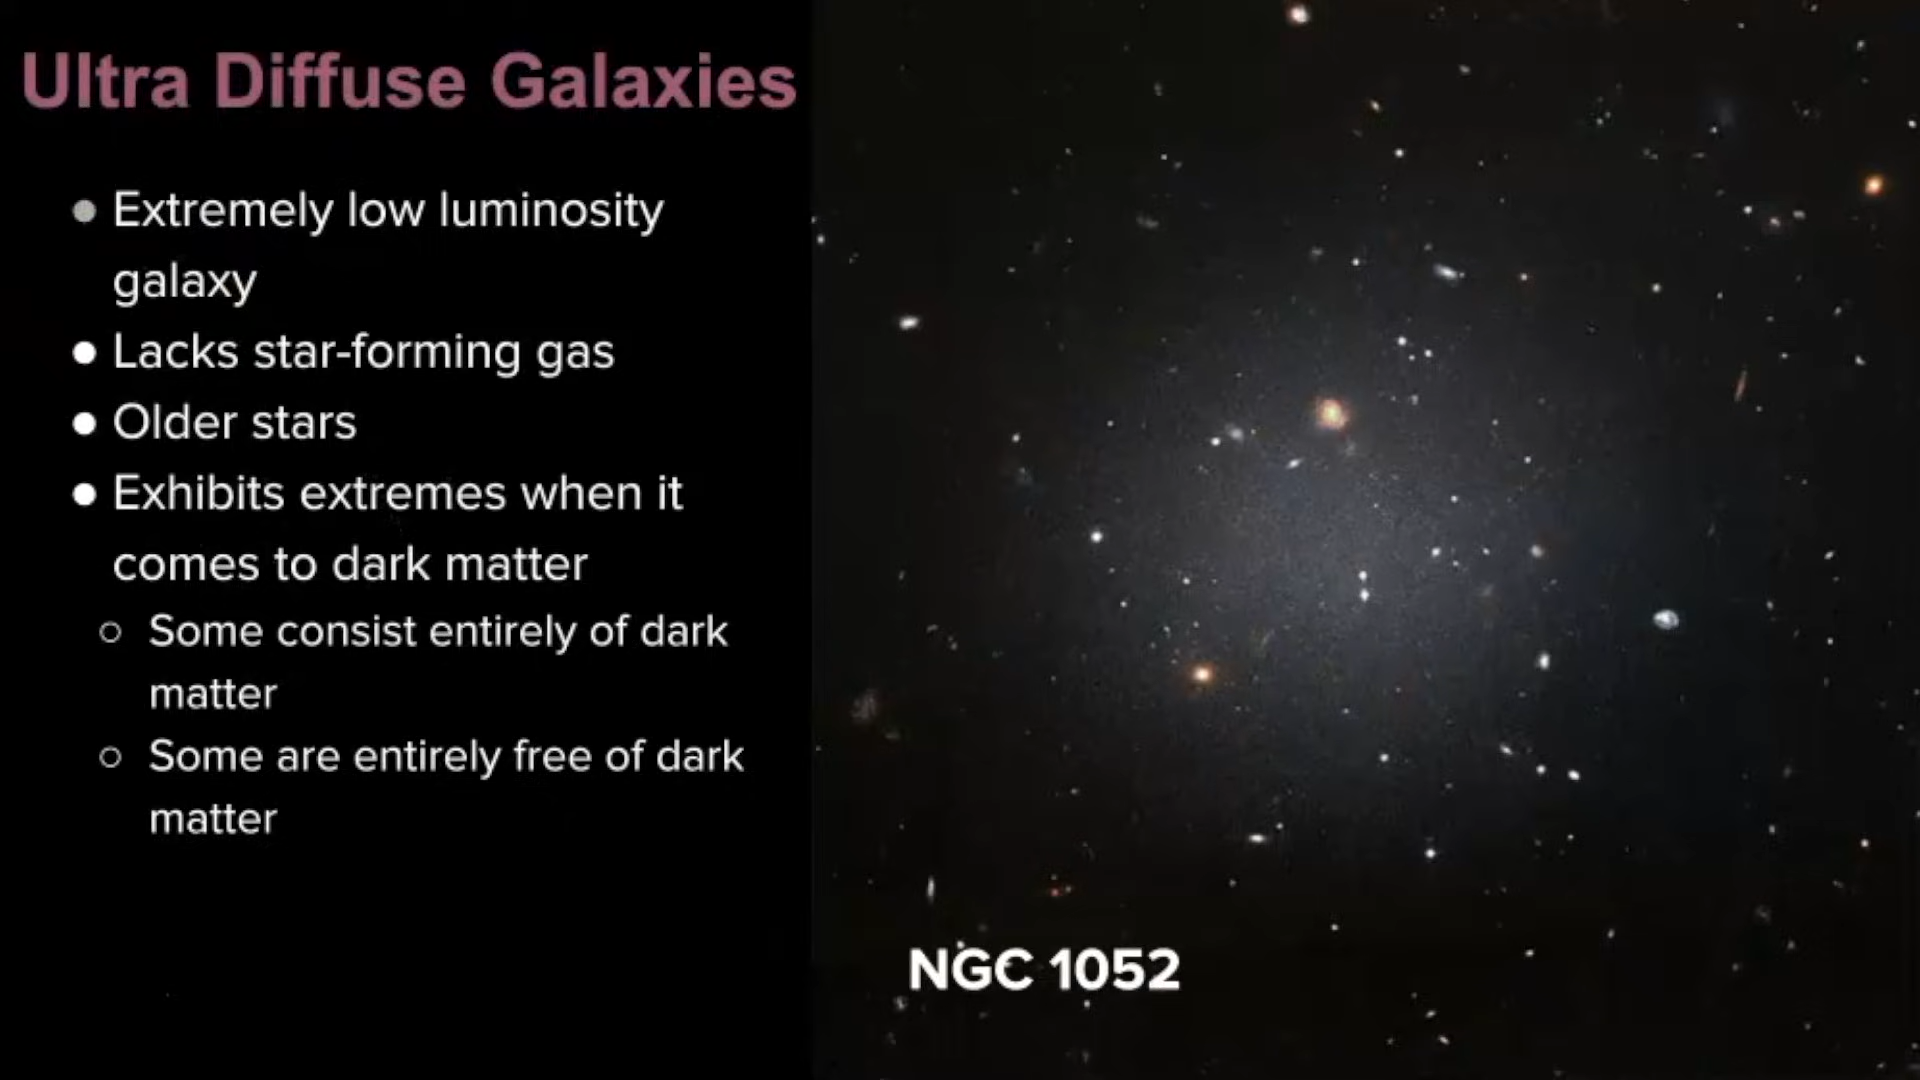 Ultra Diffuse Galaxies
Extremely low luminosity
galaxy
Lacks star-forming gas
Older stars
Exhibits extremes when it
comes to dark matter
Some consist entirely of dark
matter
Some are entirely free of dark
matter
NGC 1052